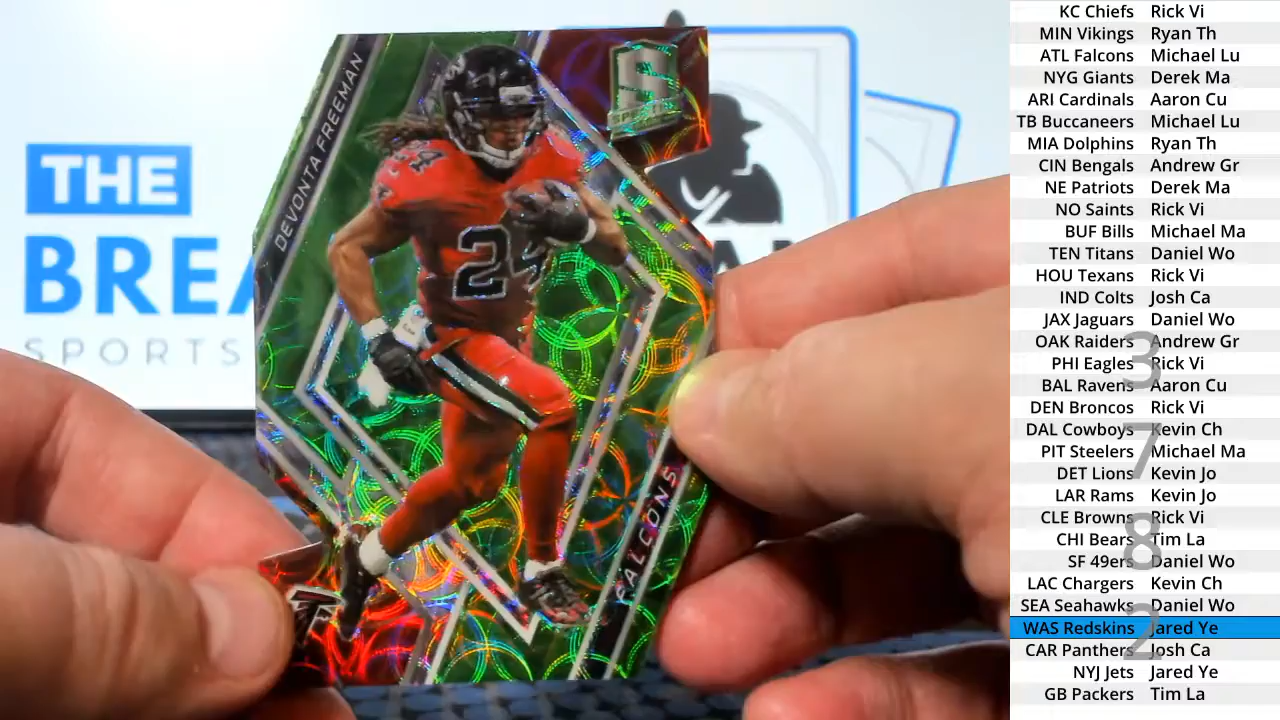 THE
BREA
SPORTS
DEVONTA FREEMAN
S
24
24
FALCONS
KC Chiefs Rick Vi
MIN Vikings Ryan Th
ATL Falcons Michael Lu
NYG Giants Derek Ma
ARI Cardinals Aaron Cu
TB Buccaneers Michael Lu
MIA Dolphins Ryan Th
CIN Bengals Andrew Gr
NE Patriots Derek Ma
NO Saints Rick Vi
BUF Bills Michael Ma
TEN Titans Daniel Wo
HOU Texans Rick Vi
IND Colts Josh Ca
JAX Jaguars Daniel Wo
OAK Raiders Andrew Gr
PHI Eagles Rick Vi
BAL Ravens Aaron Cu
DEN Broncos Rick Vi
DAL Cowboys Kevin Ch
PIT Steelers Michael Ma
DET Lions Kevin Jo
LAR Rams Kevin Jo
CLE Browns Rick Vi
CHI Bears Tim La
SF 49ers Daniel Wo
LAC Chargers Kevin Ch
SEA Seahawks Daniel Wo
WAS Redskins Jared Ye
CAR Panthers Josh Ca
NYJ Jets Jared Ye
GB Packers Tim La
3
7
8
2